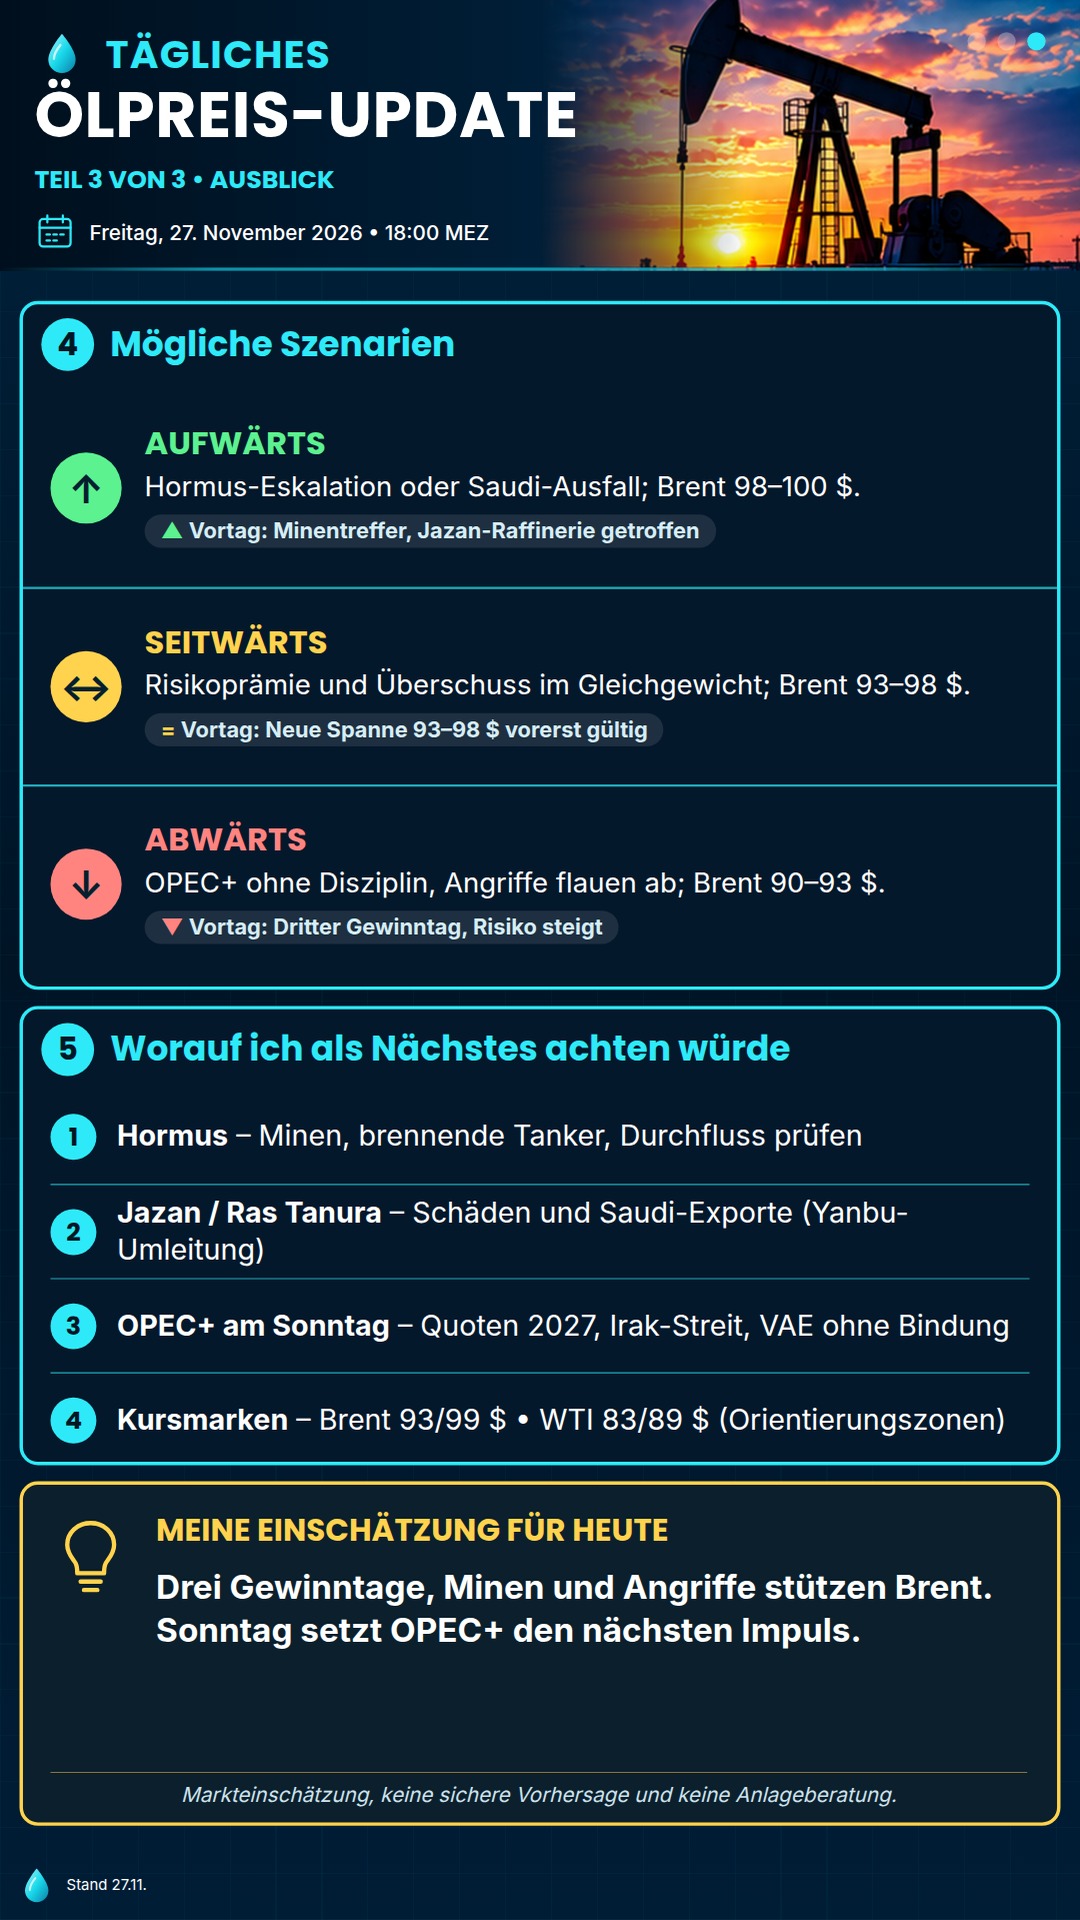 TÄGLICHES
ÖLPREIS-UPDATE
TEIL 3 VON 3 • AUSBLICK
Freitag, 27. November 2026 • 18:00 MEZ
4 Mögliche Szenarien
AUFWÄRTS
↑ Hormus-Eskalation oder Saudi-Ausfall; Brent 98–100 $.
▲ Vortag: Minentreffer, Jazan-Raffinerie getroffen
SEITWÄRTS
↔ Risikoprämie und Überschuss im Gleichgewicht; Brent 93–98 $.
= Vortag: Neue Spanne 93–98 $ vorerst gültig
ABWÄRTS
↓ OPEC+ ohne Disziplin, Angriffe flauen ab; Brent 90–93 $.
▼ Vortag: Dritter Gewinntag, Risiko steigt
5 Worauf ich als Nächstes achten würde
1 Hormus – Minen, brennende Tanker, Durchfluss prüfen
2 Jazan / Ras Tanura – Schäden und Saudi-Exporte (Yanbu-
Umleitung)
3 OPEC+ am Sonntag – Quoten 2027, Irak-Streit, VAE ohne Bindung
4 Kursmarken – Brent 93/99 $ • WTI 83/89 $ (Orientierungszonen)
MEINE EINSCHÄTZUNG FÜR HEUTE
Drei Gewinntage, Minen und Angriffe stützen Brent.
Sonntag setzt OPEC+ den nächsten Impuls.
Markteinschätzung, keine sichere Vorhersage und keine Anlageberatung.
Stand 27.11.